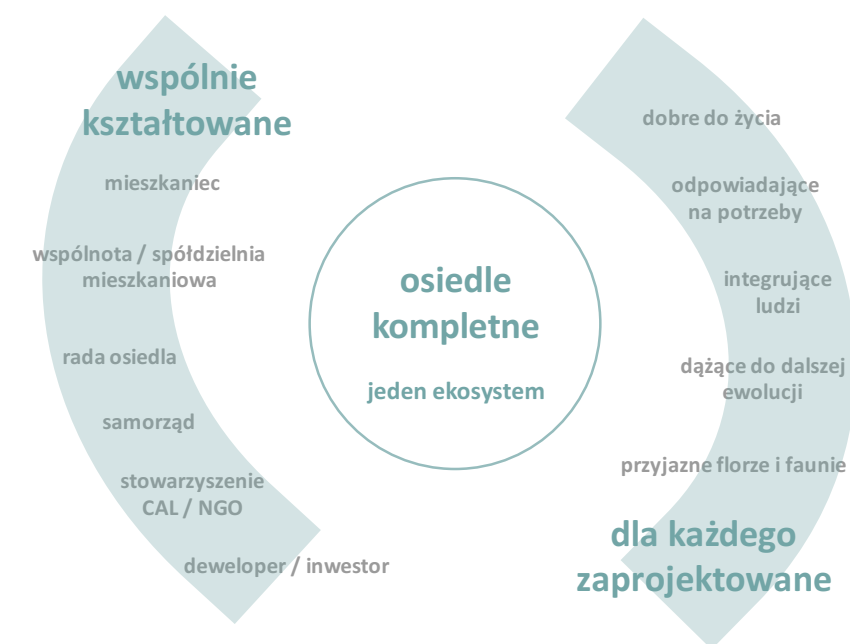 wspólnie
kształtowane
mieszkaniec
wspólnota / spółdzielnia
mieszkaniowa
rada osiedla
samorząd
stowarzyszenie
CAL / NGO
deweloper / inwestor
osiedle
kompletne
jeden ekosystem
dobre do życia
odpowiadające
na potrzeby
integrujące
ludzi
dążące do dalszej
ewolucji
przyjazne florze i faunie
dla każdego
zaprojektowane